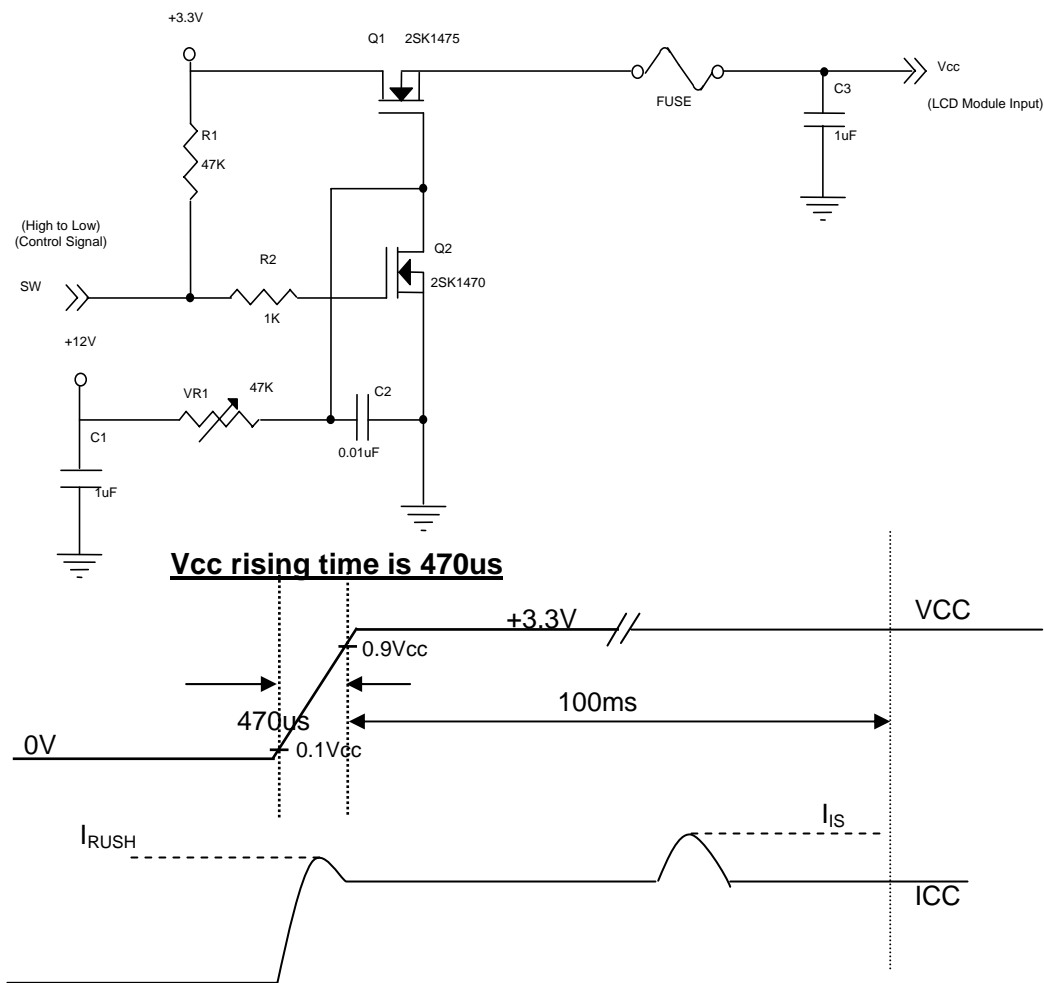 +3.3V
Q1
2SK1475
Vcc
FUSE
C3
(LCD Module Input)
1uF
R1
47K
(High to Low)
(Control Signal)
SW
R2
1K
Q2
2SK1470
+12V
VR1
47K
C2
0.01uF
C1
1uF
Vcc rising time is 470us
+3.3V
VCC
0.9Vcc
470us
100ms
0V
0.1Vcc
IRUSH
IIS
ICC